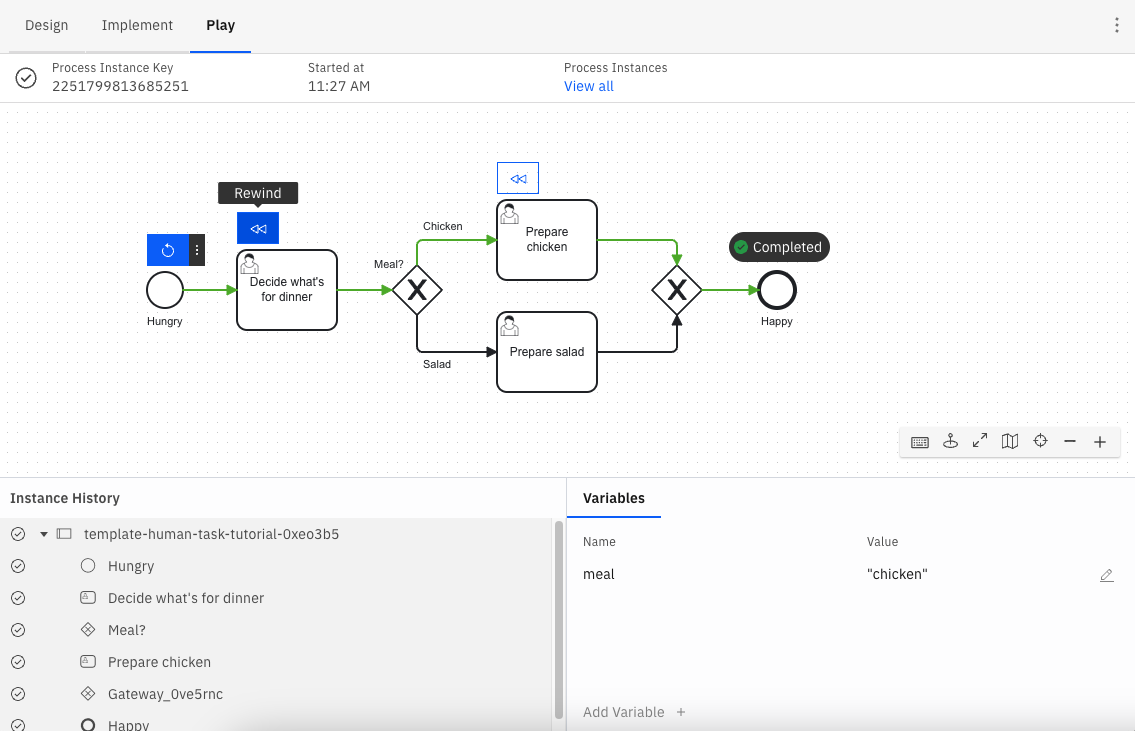 Design Implement Play
Process Instance Key Started at Process Instances
2251799813685251 11:27 AM View all
Rewind
Chicken
Prepare
chicken
Completed
Meal?
Decide what's
for dinner
Hungry
Happy
Prepare salad
Salad
Instance History
template-human-task-tutorial-0xeo3b5
Hungry
Decide what's for dinner
Meal?
Prepare chicken
Gateway_0ve5rnc
Happy
Variables
Name Value
meal "chicken"
Add Variable +